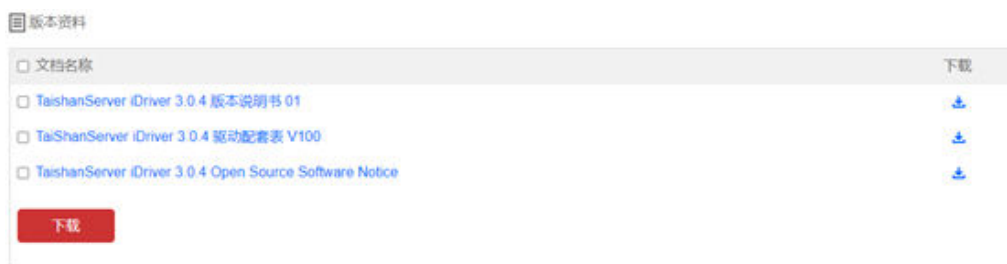 版本资料
文档名称 下载
TaishanServer iDriver 3.0.4 版本说明书 01
TaiShanServer iDriver 3.0.4 驱动配套表 V100
TaishanServer iDriver 3.0.4 Open Source Software Notice
下载